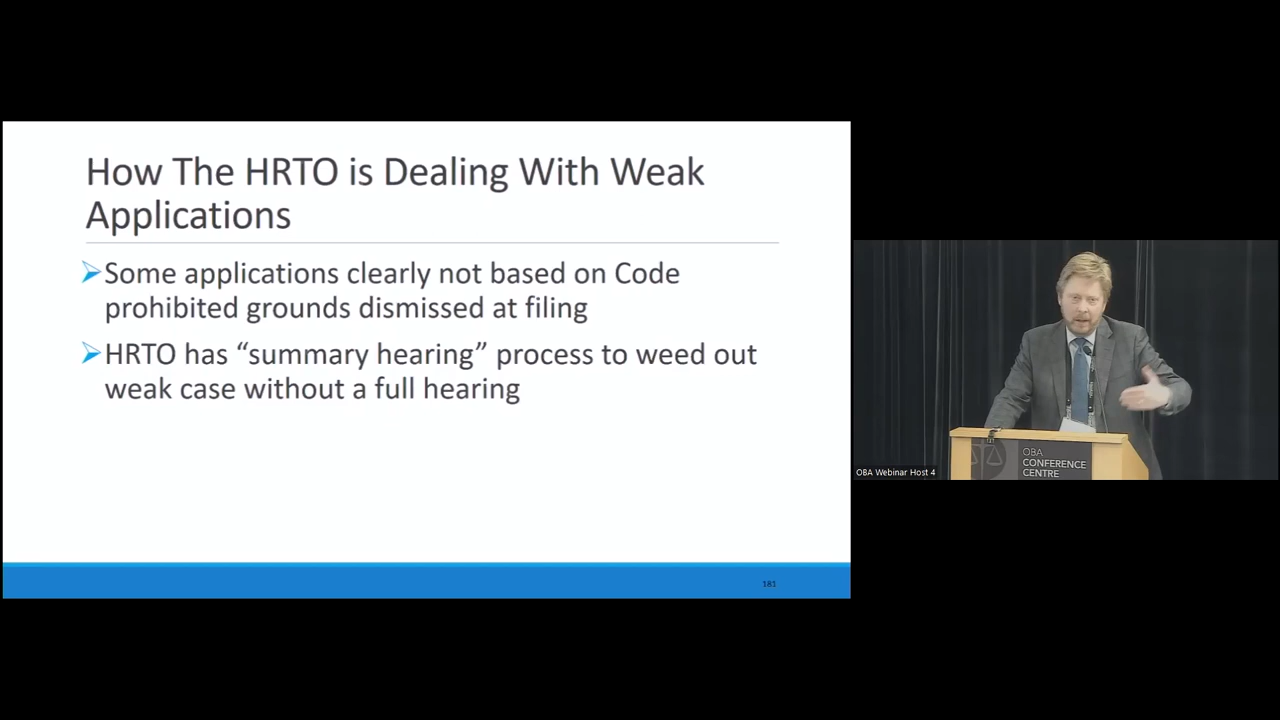 How The HRTO is Dealing With Weak
Applications
Some applications clearly not based on Code
prohibited grounds dismissed at filing
HRTO has “summary hearing” process to weed out
weak case without a full hearing
181
OBA Webinar Host 4
OBA
CONFERENCE
CENTRE